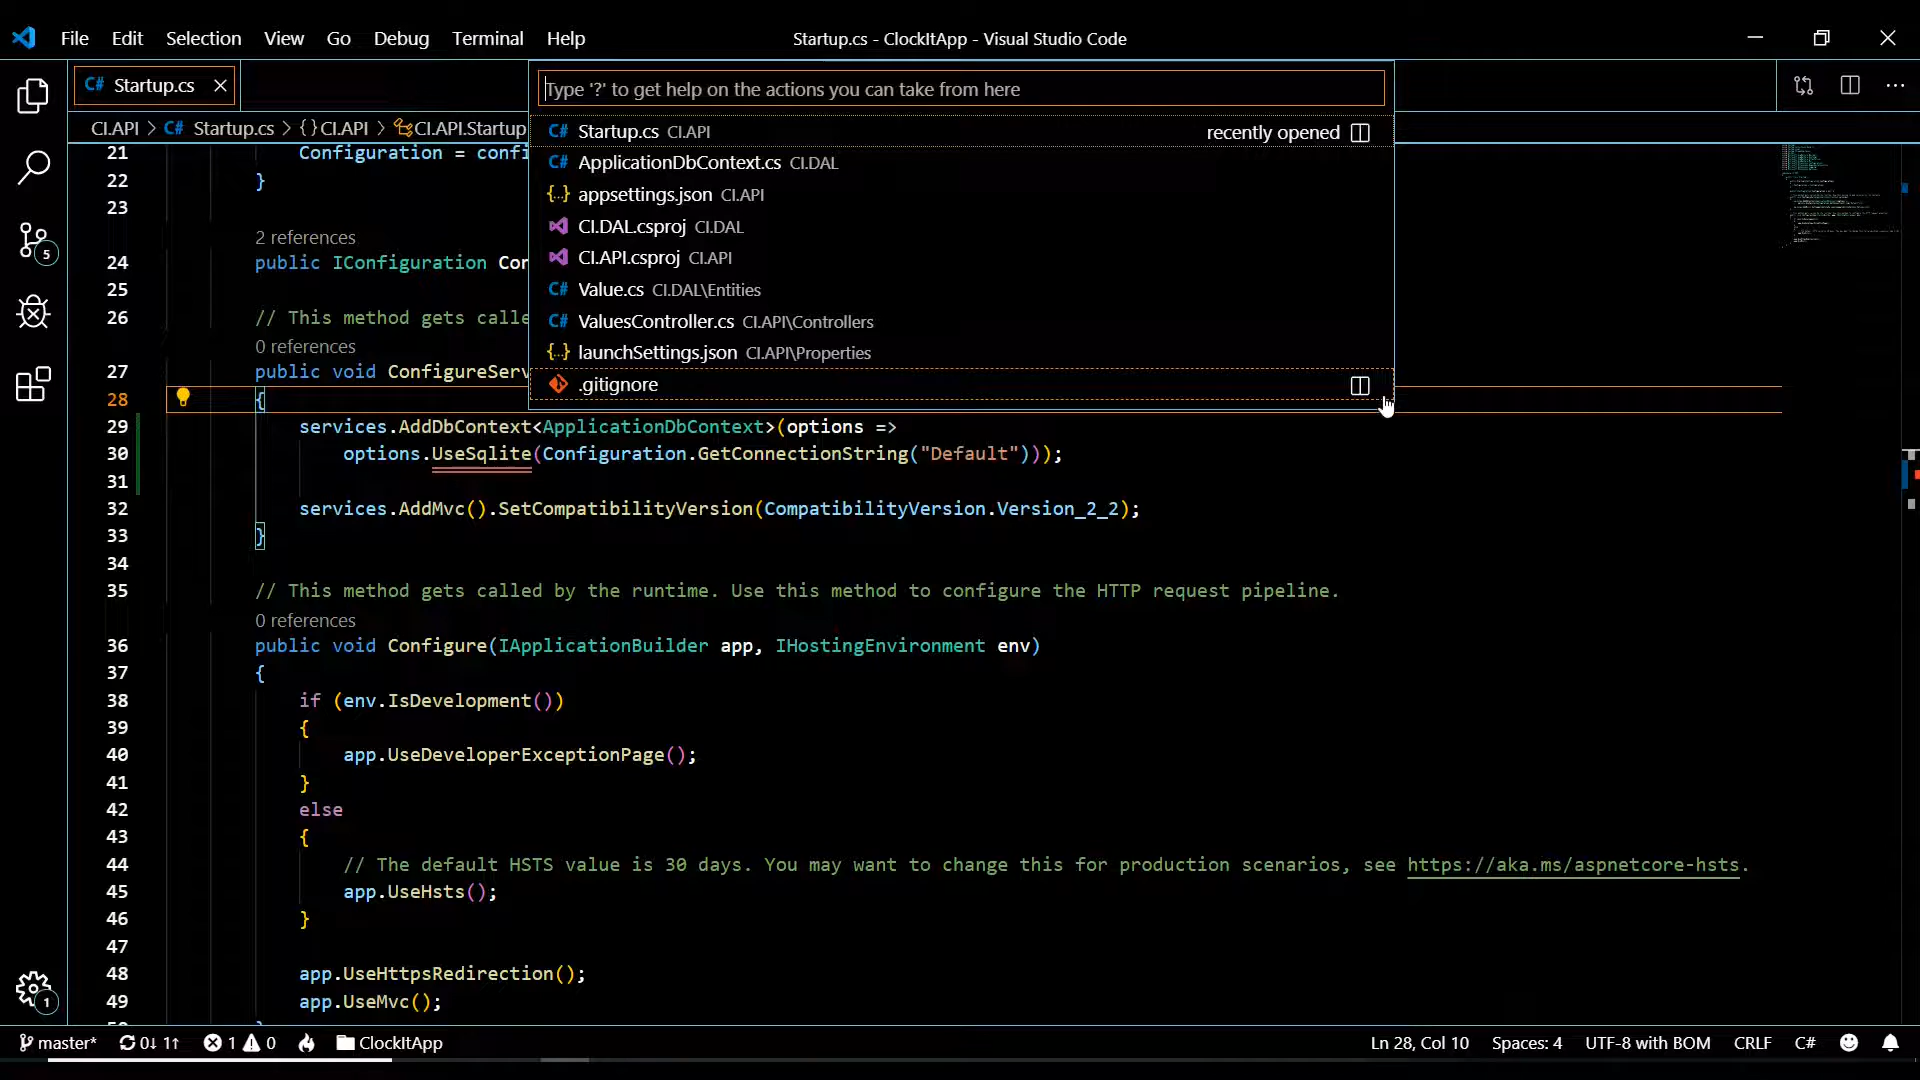 File Edit Selection View Go Debug Terminal Help
Startup.cs - ClockItApp - Visual Studio Code
C# Startup.cs
Type '?' to get help on the actions you can take from here
CI.API > C# Startup.cs > {} CI.API > CI.API.Startup
C# Startup.cs CI.API recently opened
C# ApplicationDbContext.cs CI.DAL
{..} appsettings.json CI.API
CI.DAL.csproj CI.DAL
CI.API.csproj CI.API
C# Value.cs CI.DAL\Entities
C# ValuesController.cs CI.API\Controllers
{..} launchSettings.json CI.API\Properties
.gitignore
5
1
21 Configuration = confi
22 }
23
2 references
24 public IConfiguration Con
25
26 // This method gets calle
0 references
27 public void ConfigureServ
28 {
29 services.AddDbContext<ApplicationDbContext>(options =>
30 options.UseSqlite(Configuration.GetConnectionString("Default")));
31
32 services.AddMvc().SetCompatibilityVersion(CompatibilityVersion.Version_2_2);
33 }
34
35 // This method gets called by the runtime. Use this method to configure the HTTP request pipeline.
0 references
36 public void Configure(IApplicationBuilder app, IHostingEnvironment env)
37 {
38 if (env.IsDevelopment())
39 {
40 app.UseDeveloperExceptionPage();
41 }
42 else
43 {
44 // The default HSTS value is 30 days. You may want to change this for production scenarios, see https://aka.ms/aspnetcore-hsts.
45 app.UseHsts();
46 }
47
48 app.UseHttpsRedirection();
49 app.UseMvc();
master* 0↓ 1↑ 1 0 ClockItApp
Ln 28, Col 10 Spaces: 4 UTF-8 with BOM CRLF C#